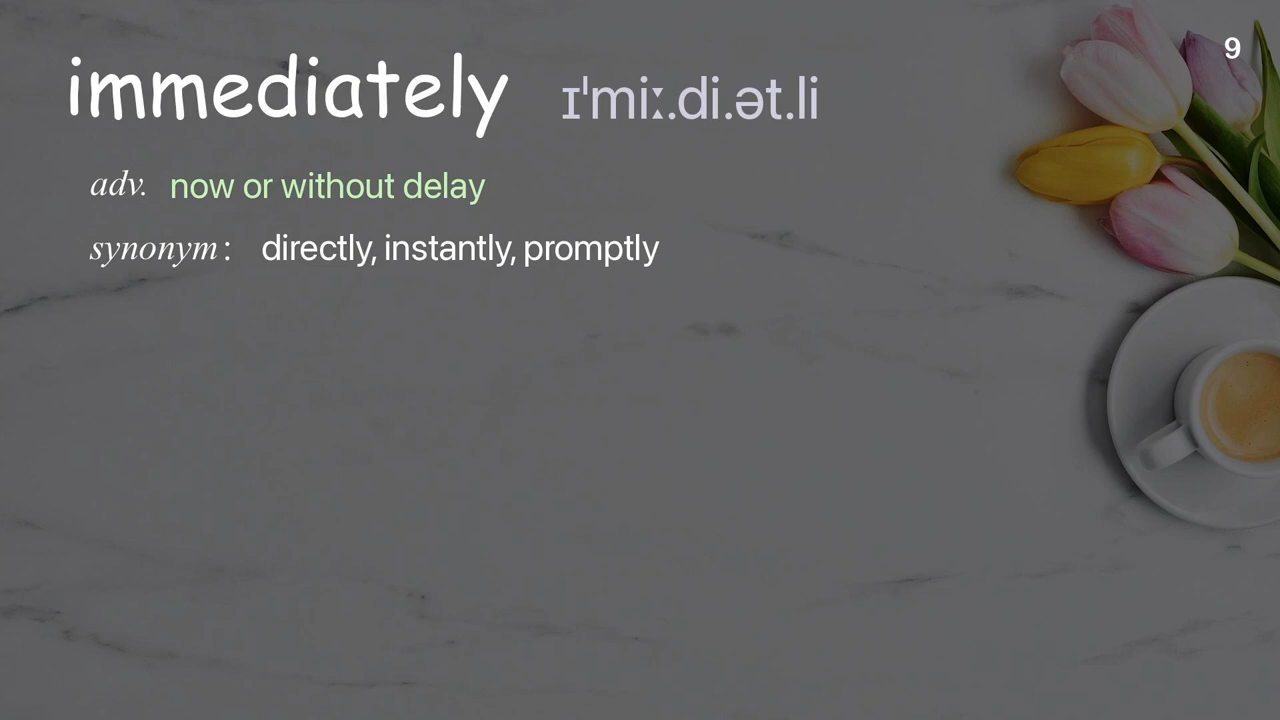 9
immediately ɪˈmiː.di.ət.li
adv. now or without delay
synonym: directly, instantly, promptly